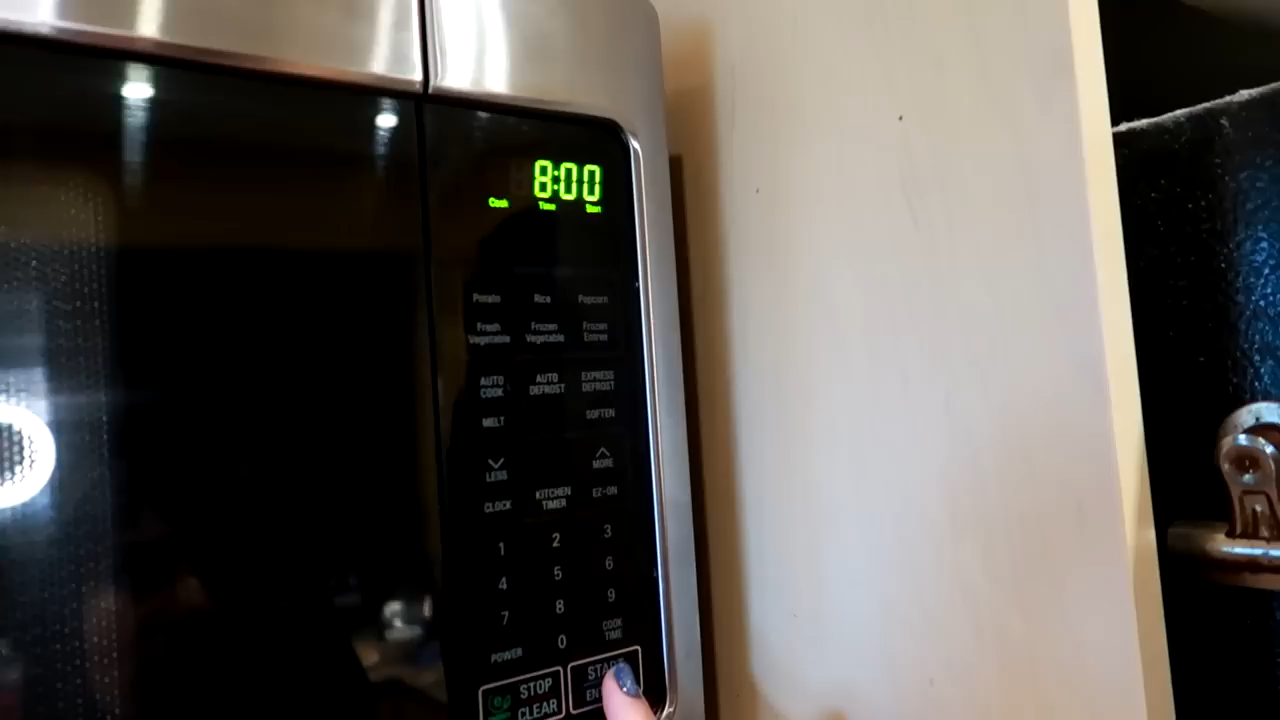 8:00
Cook Time Start
Potato Rice Popcorn
Fresh Vegetable Frozen Vegetable Frozen Entree
AUTO COOK AUTO DEFROST EXPRESS DEFROST
MELT SOFTEN
LESS MORE
CLOCK KITCHEN TIMER EZ-ON
1 2 3
4 5 6
7 8 9
0 COOK TIME
POWER
STOP CLEAR START